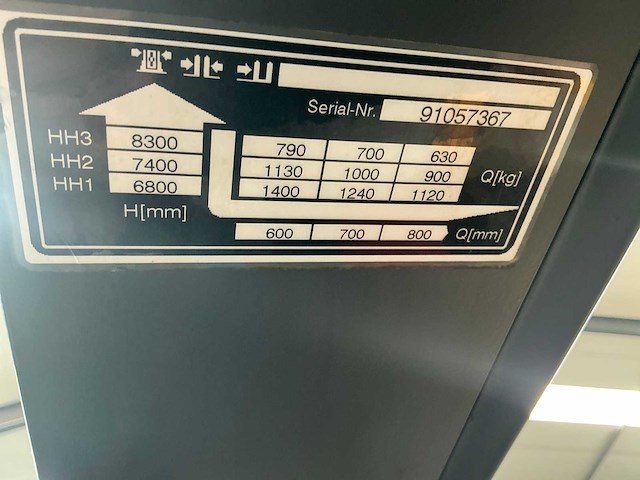 Serial-Nr. 91057367
HH3 8300 790 700 630
HH2 7400 1130 1000 900 Q[kg]
HH1 6800 1400 1240 1120
H[mm]
600 700 800 Q[mm]